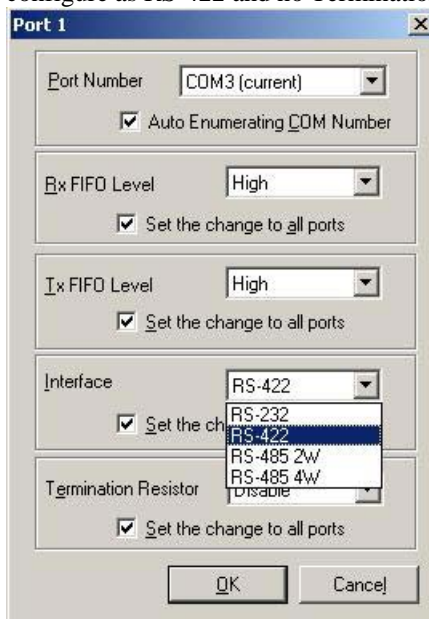 configure as RS-422 and no Terminatio
Port 1
Port Number COM3 (current)
Auto Enumerating COM Number
Rx FIFO Level High
Set the change to all ports
Tx FIFO Level High
Set the change to all ports
Interface RS-422
Set the ch
RS-232
RS-422
RS-485 2W
RS-485 4W
Termination Resistor Disable
Set the change to all ports
OK Cancel